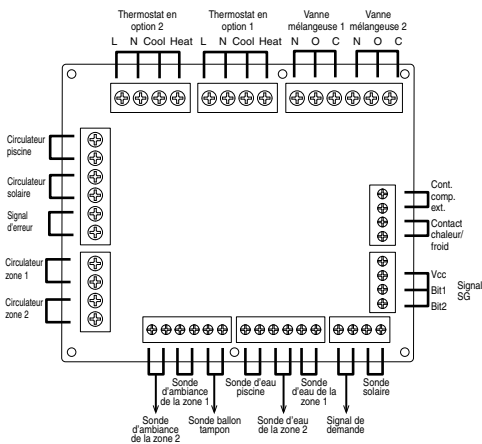 Thermostat en
option 2
Thermostat en
option 1
Vanne
mélangeuse 1
Vanne
mélangeuse 2
L N Cool Heat
L N Cool Heat
N O C
N O C
Circulateur
piscine
Circulateur
solaire
Signal
d'erreur
Circulateur
zone 1
Circulateur
zone 2
Cont.
comp.
ext.
Contact
chaleur/
froid
Vcc
Bit1
Bit2
Signal
SG
Sonde
d'ambiance
de la zone 1
Sonde d'eau
piscine
Sonde
d'eau de la
zone 1
Sonde
solaire
Sonde
d'ambiance
de la zone 2
Sonde ballon
tampon
Sonde d'eau
de la zone 2
Signal de
demande